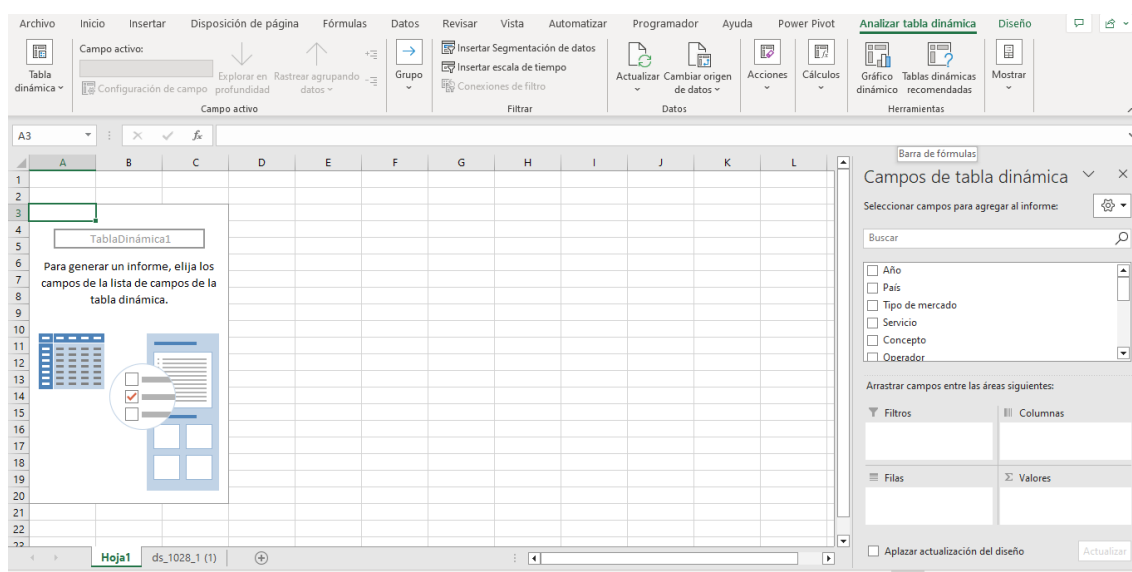 Archivo Inicio Insertar Disposición de página Fórmulas Datos Revisar Vista Automatizar Programador Ayuda Power Pivot Analizar tabla dinámica Diseño
Tabla dinámica
Campo activo:
Configuración de campo
Explorar en profundidad
Rastrear agrupando datos
Campo activo
Grupo
Insertar Segmentación de datos
Insertar escala de tiempo
Conexiones de filtro
Filtrar
Actualizar
Cambiar origen de datos
Datos
Acciones
Cálculos
Gráfico dinámico
Tablas dinámicas recomendadas
Herramientas
Mostrar
A3 fx
Barra de fórmulas
A B C D E F G H I J K L
1
2
3
4
5
6
7
8
9
10
11
12
13
14
15
16
17
18
19
20
21
22
23
TablaDinámica1
Para generar un informe, elija los
campos de la lista de campos de la
tabla dinámica.
Campos de tabla dinámica
Seleccionar campos para agregar al informe:
Buscar
Año
País
Tipo de mercado
Servicio
Concepto
Operador
Arrastrar campos entre las áreas siguientes:
Filtros
Columnas
Filas
Σ Valores
Aplazar actualización del diseño
Actualizar
Hoja1 ds_1028_1 (1)